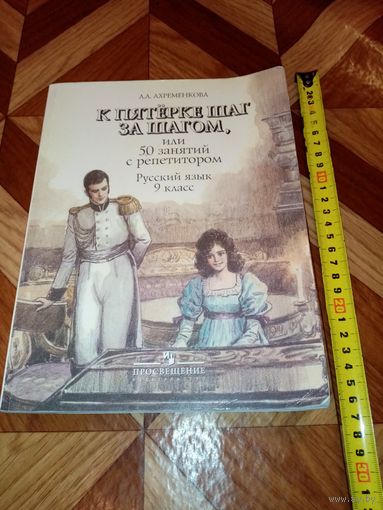 Л.А. АХРЕМЕНКОВА
К ПЯТЁРКЕ ШАГ
ЗА ШАГОМ,
или
50 занятий
с репетитором
Русский язык
9 класс
ПРОСВЕЩЕНИЕ